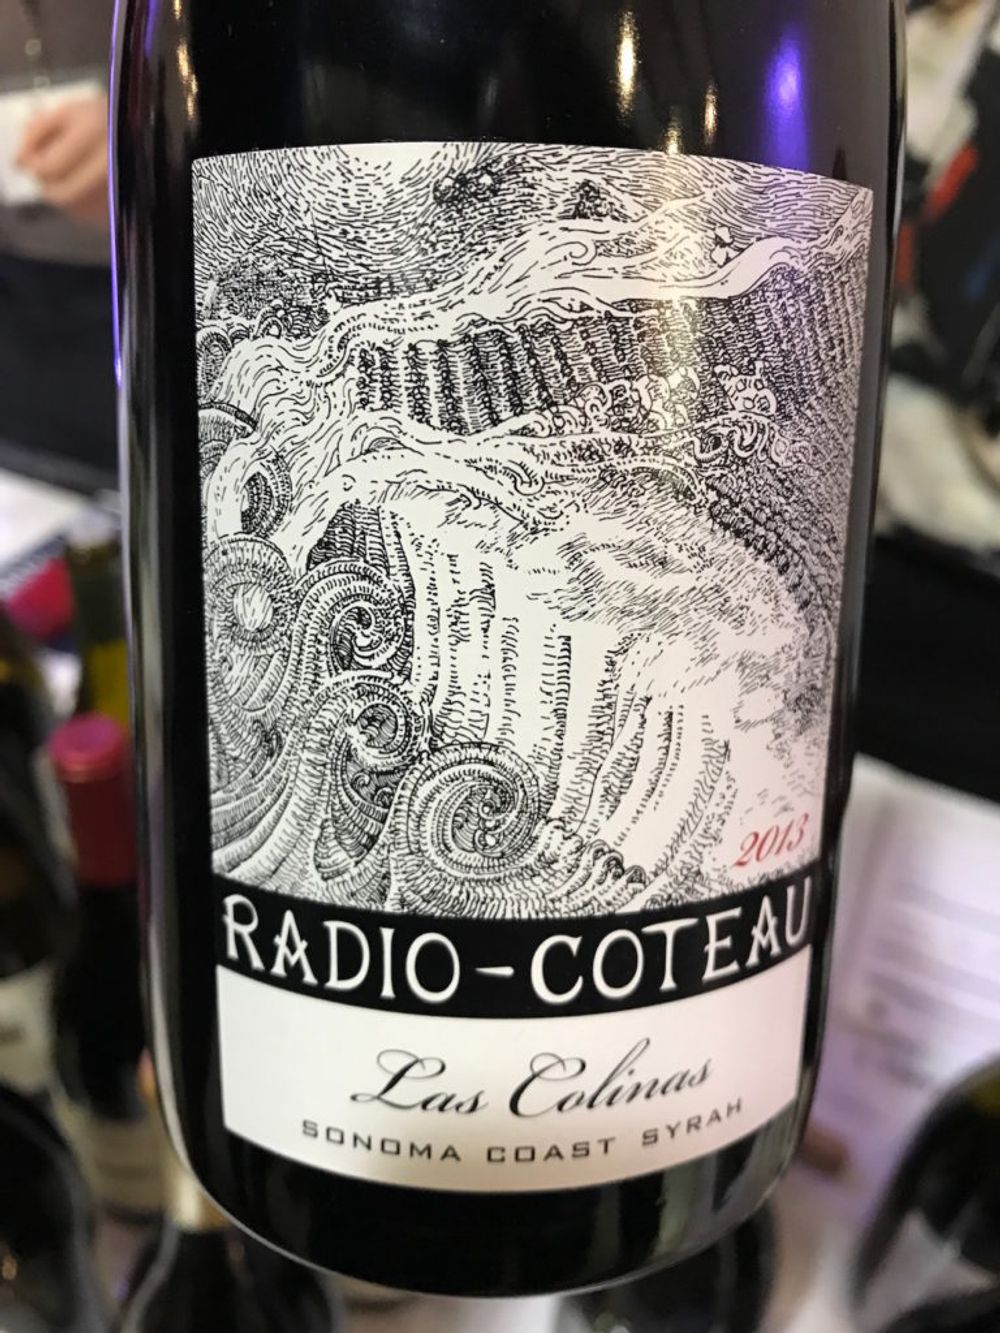 2013
RADIO-COTEAU
Las Colinas
SONOMA COAST SYRAH